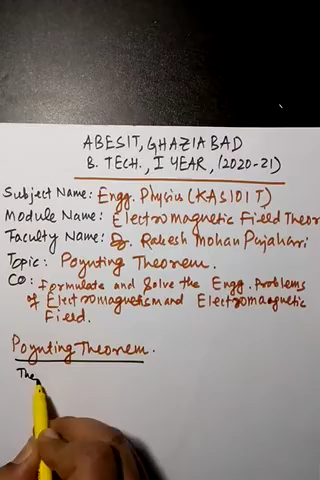 ABESIT, GHAZIABAD
B. TECH., I YEAR, (2020-21)
Subject Name: Engg. Physics (KAS101T)
Module Name: Electromagnetic Field Theor
Faculty Name: Dr. Rakesh Mohan Pujahari
Topic: Poynting Theorem.
CO: Formulate and Solve the Engg. Problems
of Electromagnetism and Electromagnetic
Field.
Poynting Theorem.
The